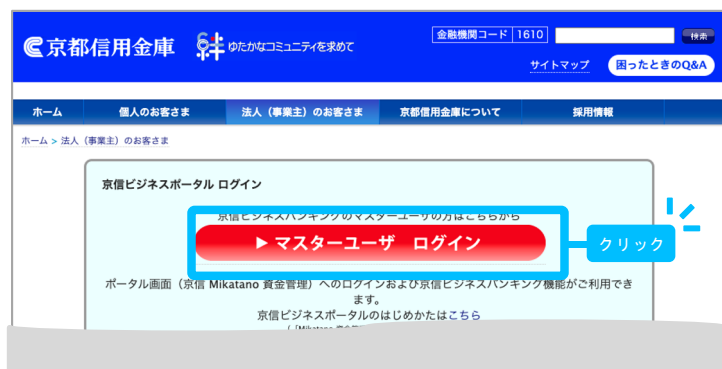 京都信用金庫
絆 ゆたかなコミュニティを求めて
金融機関コード 1610
検索
サイトマップ 困ったときのQ&A
ホーム 個人のお客さま 法人（事業主）のお客さま 京都信用金庫について 採用情報
ホーム > 法人（事業主）のお客さま
京信ビジネスポータル ログイン
京信ビジネスバンキングのマスターユーザの方はこちらから
▶ マスターユーザ ログイン
クリック
ポータル画面（京信 Mikatano 資金管理）へのログインおよび京信ビジネスバンキング機能がご利用でき
ます。
京信ビジネスポータルのはじめかたはこちら